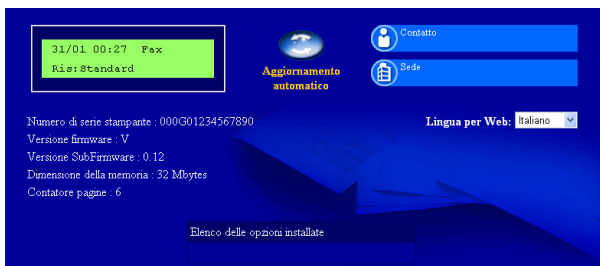 31/01 00:27 Fax
Ris:Standard
Aggiornamento
automatico
Contatto
Sede
Numero di serie stampante : 000G01234567890
Lingua per Web: Italiano
Versione firmware : V
Versione SubFirmware : 0.12
Dimensione della memoria : 32 Mbytes
Contatore pagine : 6
Elenco delle opzioni installate